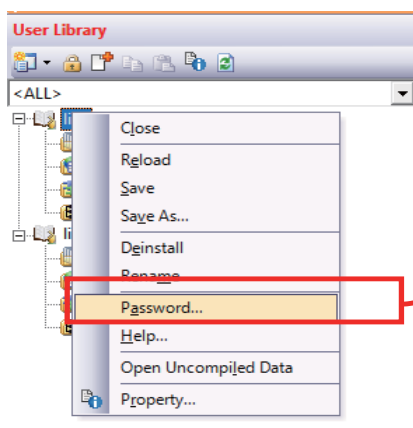 User Library
<ALL>
Close
Reload
Save
Save As...
Deinstall
Rename
Password...
Help...
Open Uncompiled Data
Property...